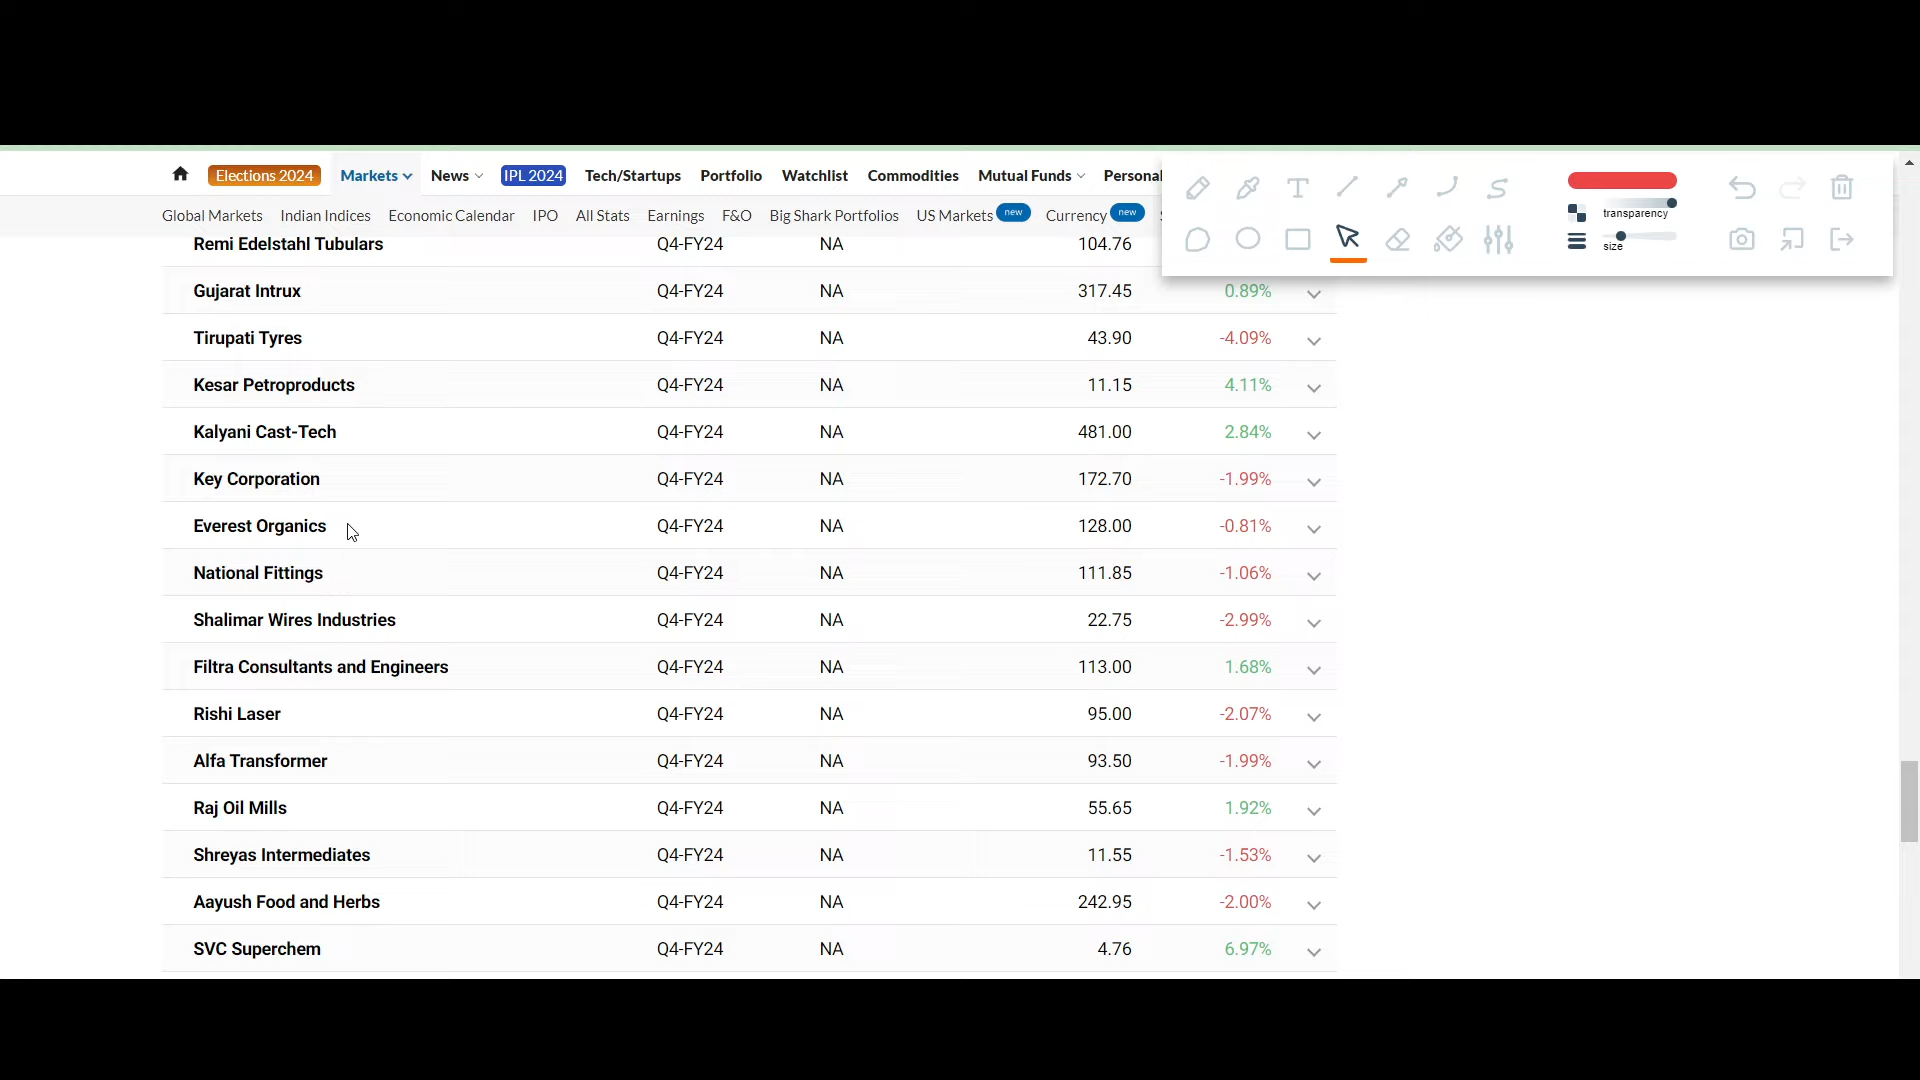 Elections 2024 Markets News IPL 2024 Tech/Startups Portfolio Watchlist Commodities Mutual Funds Personal
Global Markets Indian Indices Economic Calendar IPO All Stats Earnings F&O Big Shark Portfolios US Markets new Currency new
T
transparency
size
Remi Edelstahl Tubulars Q4-FY24 NA 104.76
Gujarat Intrux Q4-FY24 NA 317.45 0.89%
Tirupati Tyres Q4-FY24 NA 43.90 -4.09%
Kesar Petroproducts Q4-FY24 NA 11.15 4.11%
Kalyani Cast-Tech Q4-FY24 NA 481.00 2.84%
Key Corporation Q4-FY24 NA 172.70 -1.99%
Everest Organics Q4-FY24 NA 128.00 -0.81%
National Fittings Q4-FY24 NA 111.85 -1.06%
Shalimar Wires Industries Q4-FY24 NA 22.75 -2.99%
Filtra Consultants and Engineers Q4-FY24 NA 113.00 1.68%
Rishi Laser Q4-FY24 NA 95.00 -2.07%
Alfa Transformer Q4-FY24 NA 93.50 -1.99%
Raj Oil Mills Q4-FY24 NA 55.65 1.92%
Shreyas Intermediates Q4-FY24 NA 11.55 -1.53%
Aayush Food and Herbs Q4-FY24 NA 242.95 -2.00%
SVC Superchem Q4-FY24 NA 4.76 6.97%